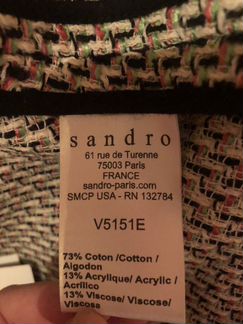 sandro
61 rue de Turenne
75003 Paris
FRANCE
sandro-paris.com
SMCP USA - RN 132784
V5151E
73% Coton /Cotton /
Algodon
13% Acrylique/ Acrylic /
Acrilico
13% Viscose/ Viscose/
Viscosa